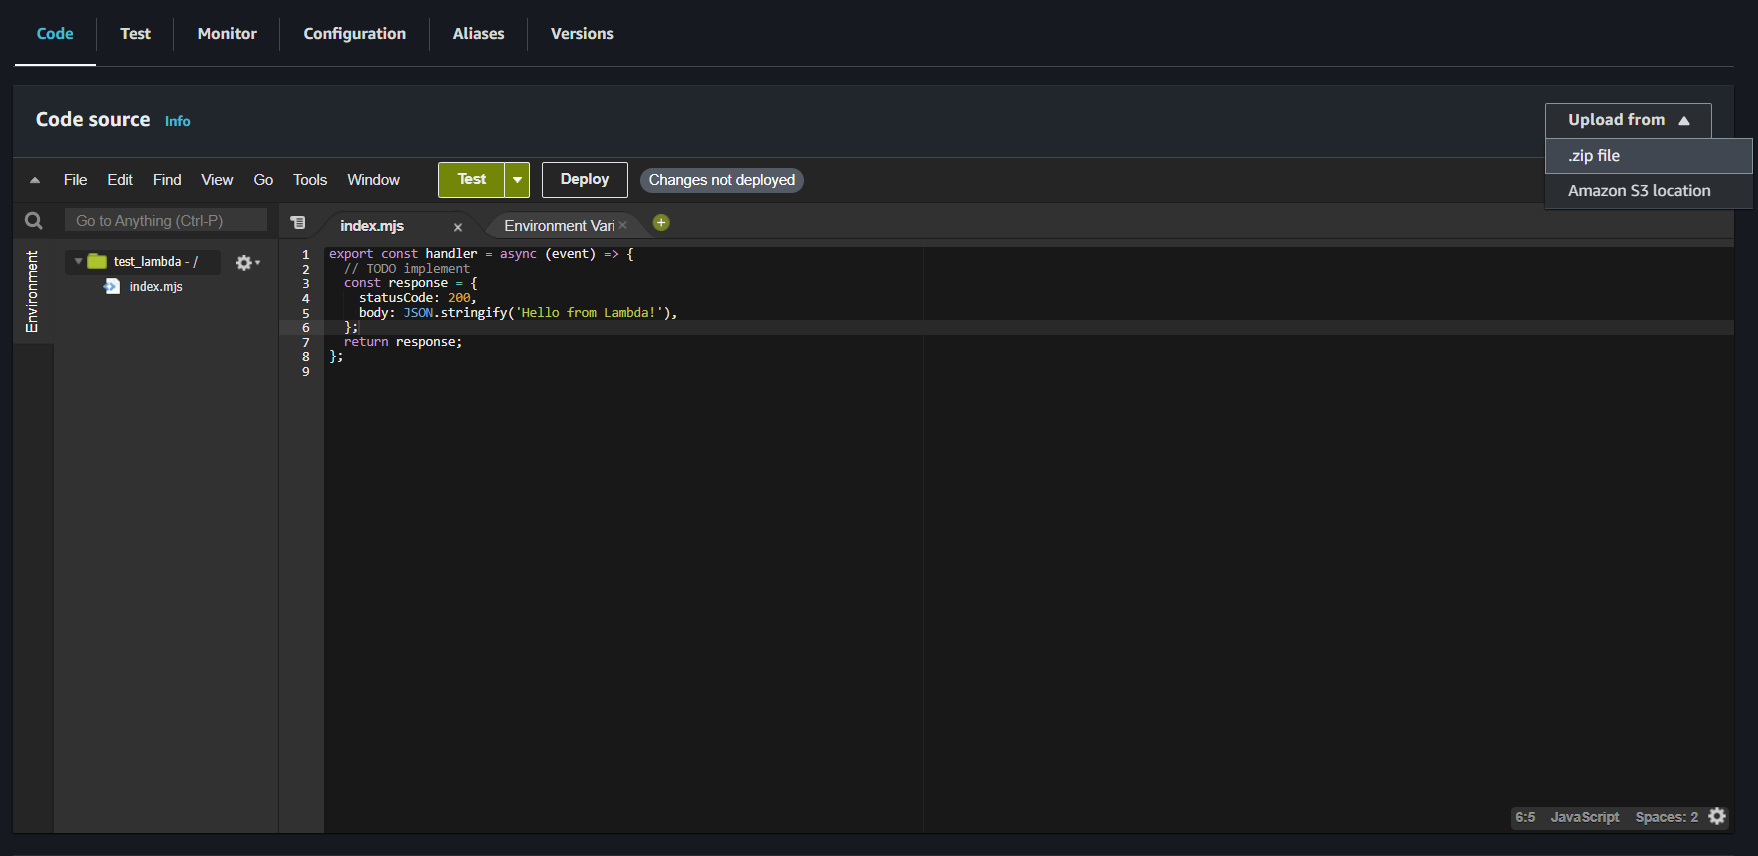 Code Test Monitor Configuration Aliases Versions
Code source Info
Upload from
.zip file
Amazon S3 location
File Edit Find View Go Tools Window Test Deploy Changes not deployed
Go to Anything (Ctrl-P)
index.mjs
Environment Vari
Environment
test_lambda - /
index.mjs
1 export const handler = async (event) => {
2 // TODO implement
3 const response = {
4 statusCode: 200,
5 body: JSON.stringify('Hello from Lambda!'),
6 };
7 return response;
8 };
9
6:5 JavaScript Spaces: 2